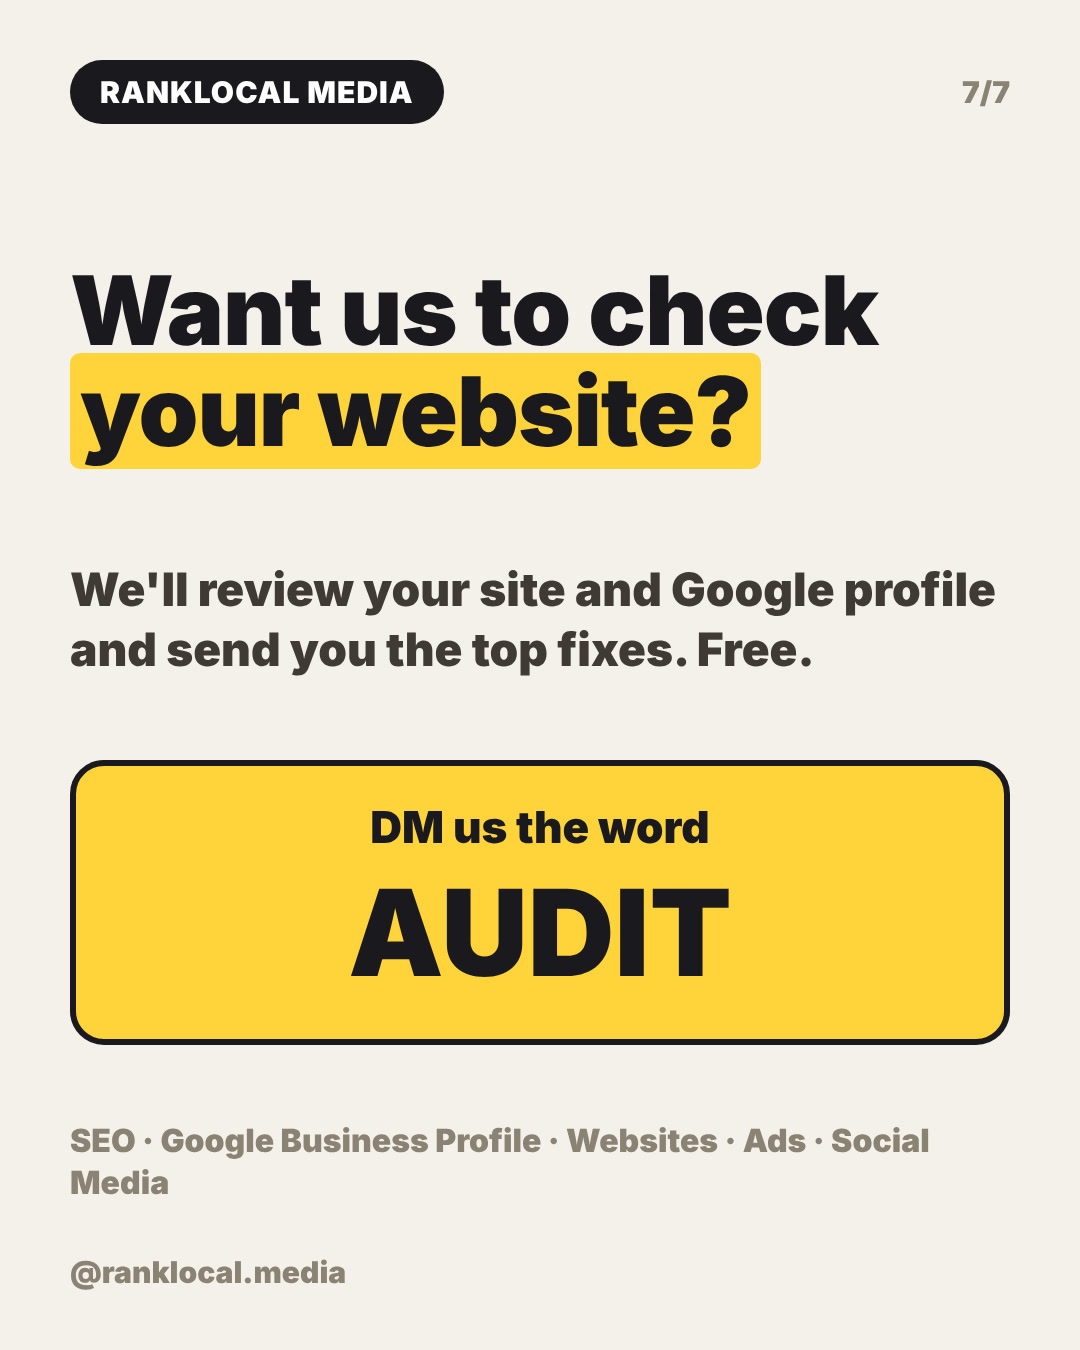 RANKLOCAL MEDIA
7/7
Want us to check
your website?
We'll review your site and Google profile
and send you the top fixes. Free.
DM us the word
AUDIT
SEO · Google Business Profile · Websites · Ads · Social
Media
@ranklocal.media